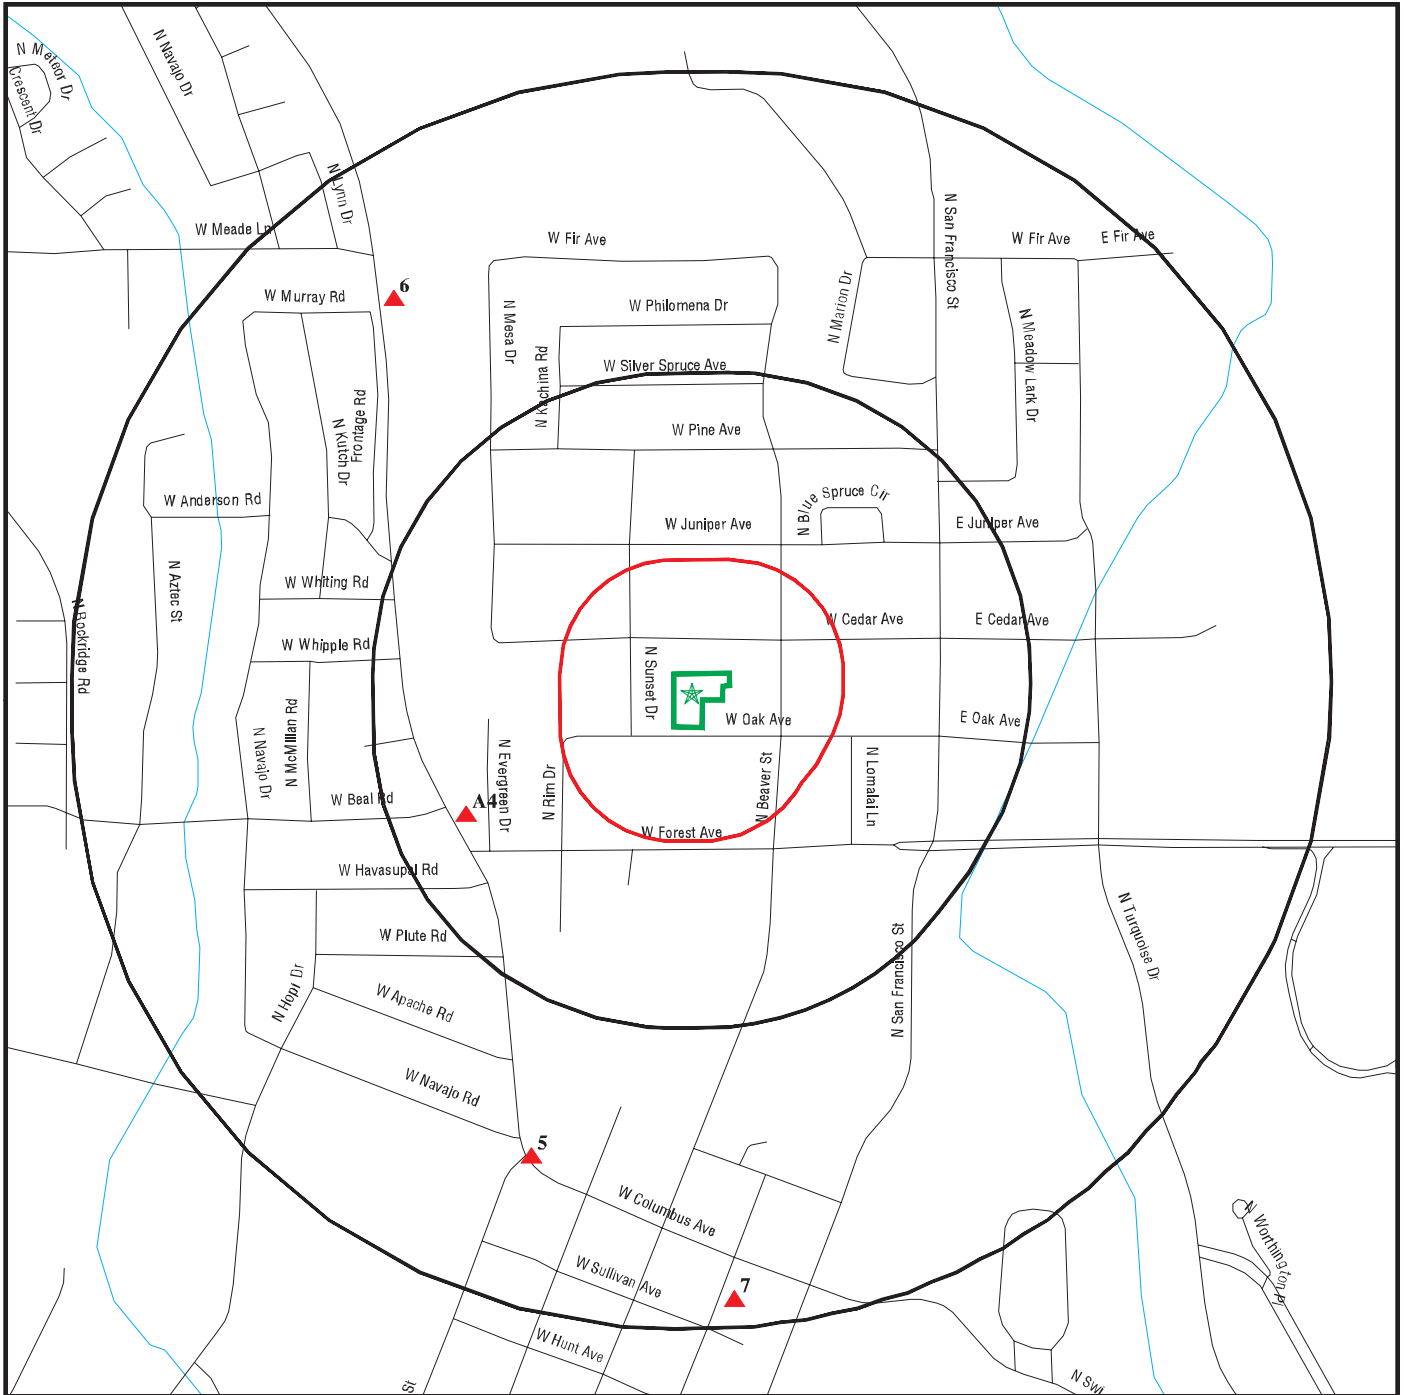 N Meteor Dr
Crescent Dr
N Navajo Dr
N Lynn Dr
W Meade Ln
W Fir Ave
N San Francisco St
W Fir Ave
E Fir Ave
6
W Murray Rd
N Mesa Dr
W Philomena Dr
N Marion Dr
N Meadow Lark Dr
N Kachina Rd
W Silver Spruce Ave
Frontage Rd
N Kutch Dr
W Pine Ave
W Anderson Rd
W Juniper Ave
N Blue Spruce Cir
E Juniper Ave
N Aztec St
W Whiting Rd
N Rockridge Rd
W Cedar Ave
E Cedar Ave
W Whipple Rd
N Sunset Dr
N McMillan Rd
W Oak Ave
E Oak Ave
N Navajo Dr
N Evergreen Dr
N Rim Dr
N Beaver St
N Lomalai Ln
W Beal Rd
A4
W Forest Ave
W Havasupai Rd
N Turquoise Dr
W Piute Rd
N San Francisco St
N Hopi Dr
W Apache Rd
W Navajo Rd
5
W Columbus Ave
N Worthington Pl
W Sullivan Ave
7
W Hunt Ave
St
N Swi